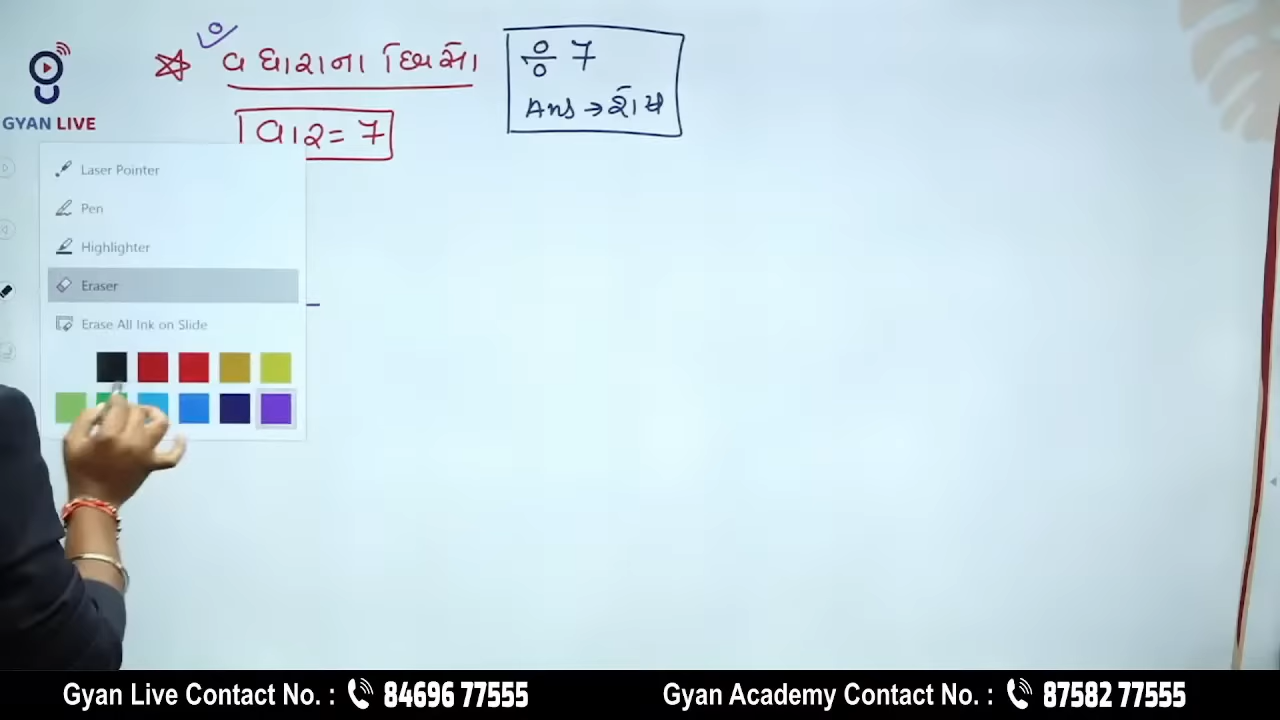 વધારાના દિવસો
વાર = 7
÷ 7
Ans → શેષ
GYAN LIVE
Laser Pointer
Pen
Highlighter
Eraser
Erase All Ink on Slide
Gyan Live Contact No. : 84696 77555
Gyan Academy Contact No. : 87582 77555